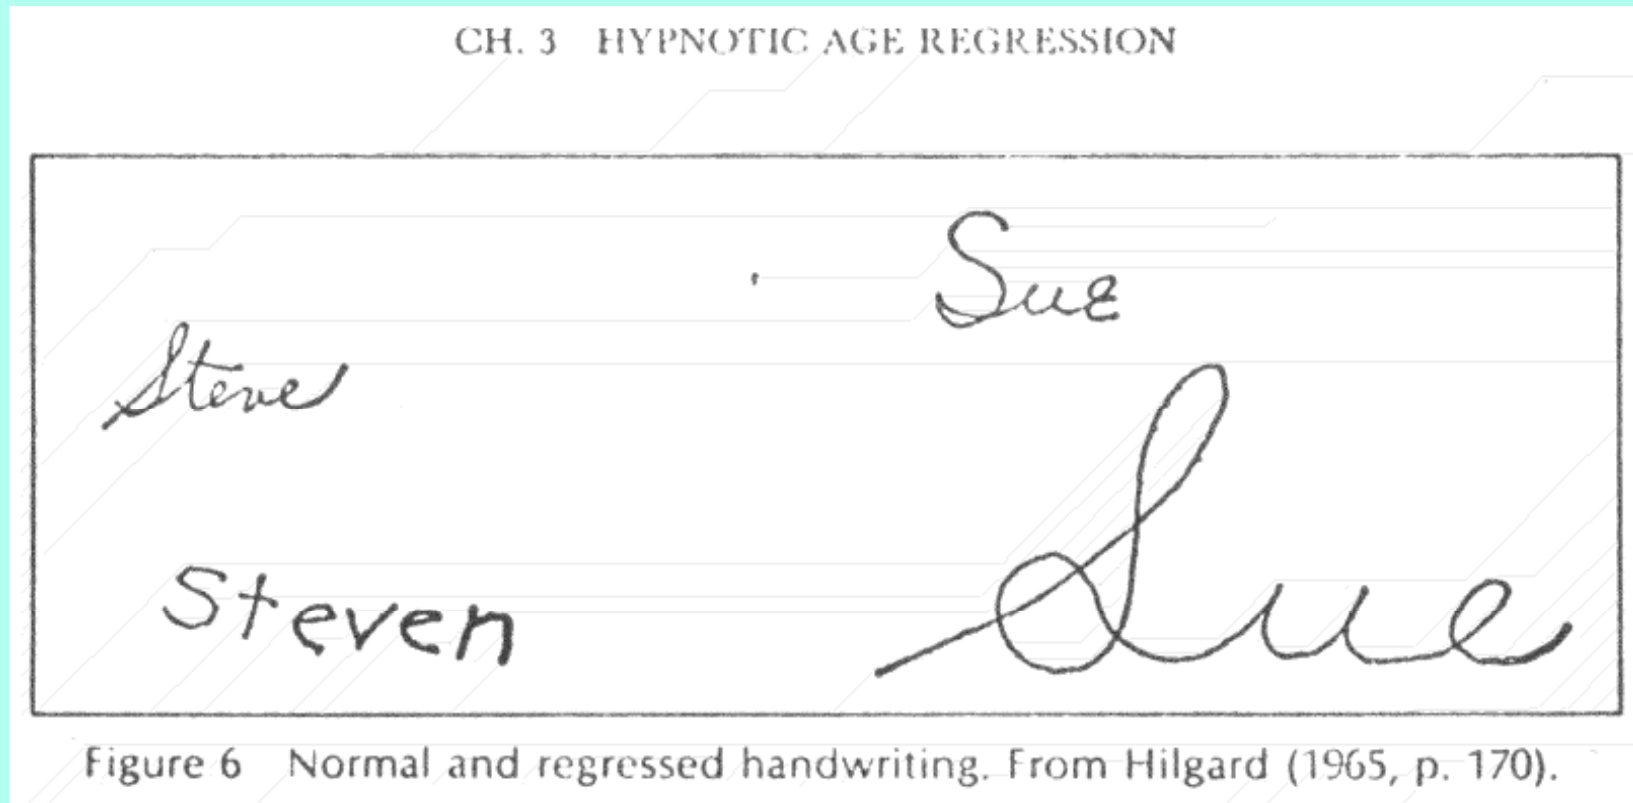 CH. 3 HYPNOTIC AGE REGRESSION
Sue
Steve
Sue
Steven
Figure 6 Normal and regressed handwriting. From Hilgard (1965, p. 170).